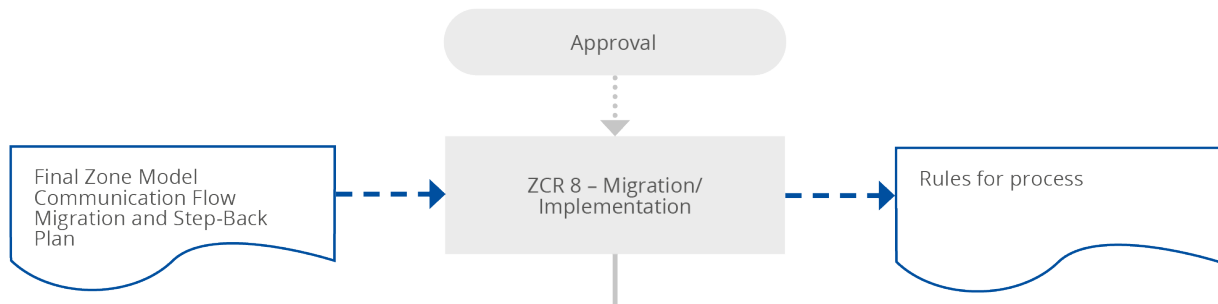 Approval
Final Zone Model
Communication Flow
Migration and Step-Back
Plan
ZCR 8 – Migration/
Implementation
Rules for process